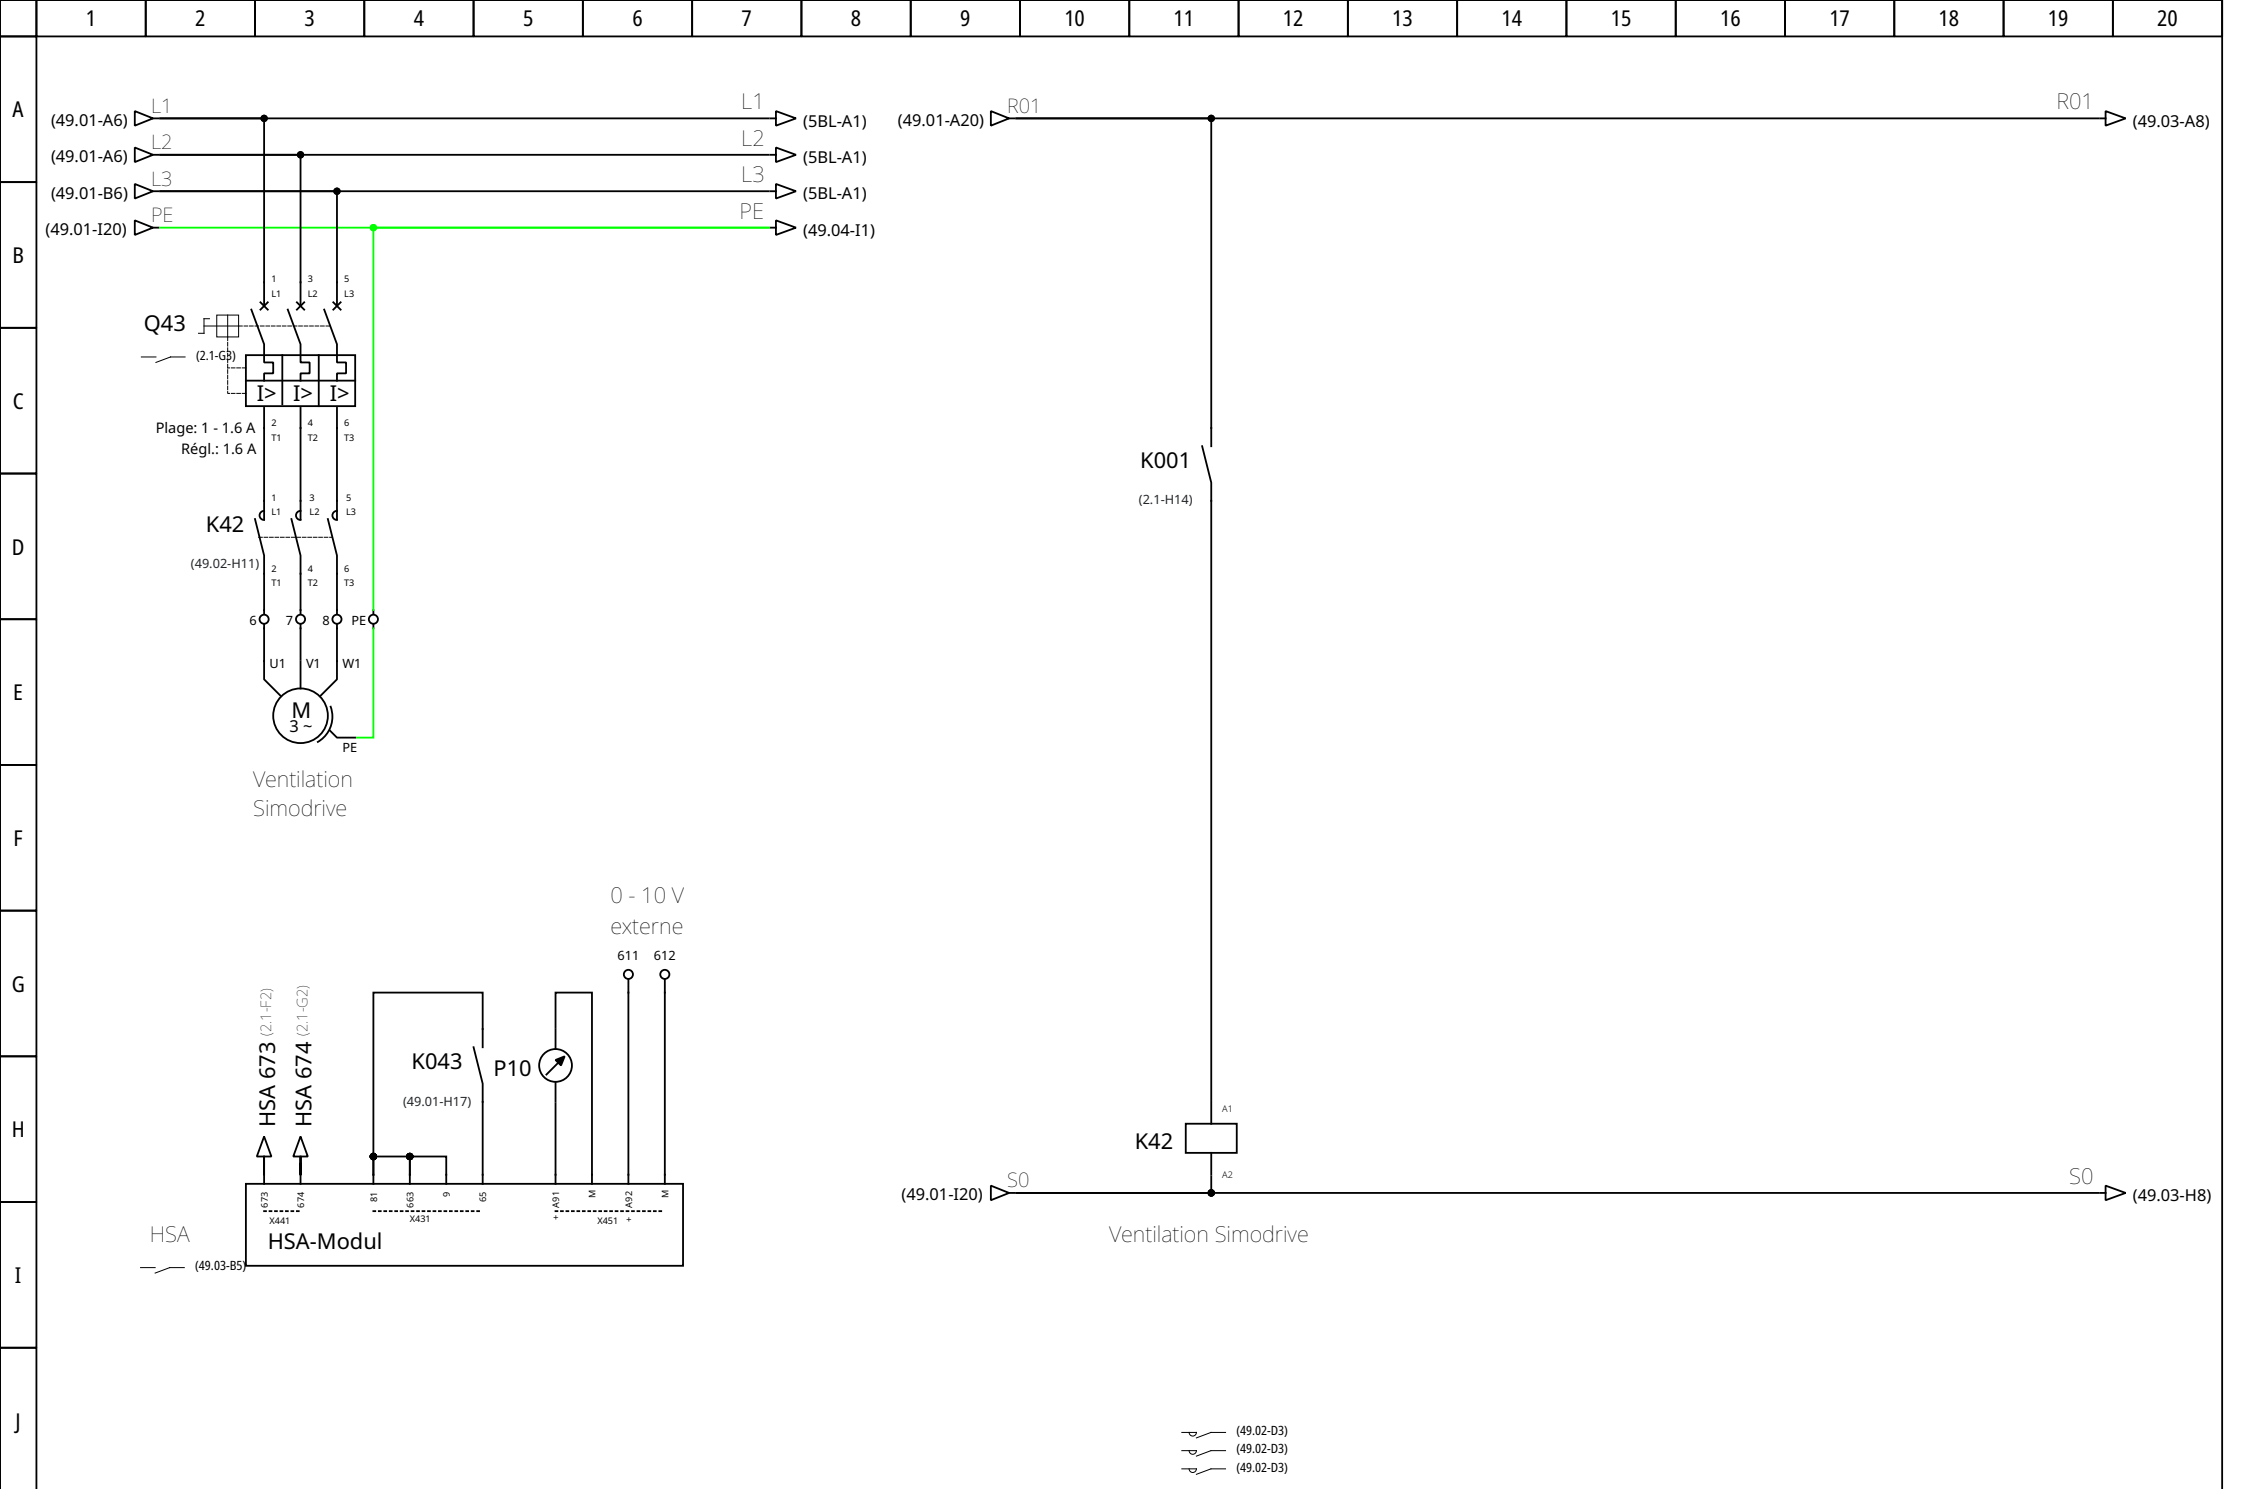 1 2 3 4 5 6 7 8 9 10 11 12 13 14 15 16 17 18 19 20
A
L1 L1 R01 R01
(49.01-A6) (5BL-A1) (49.01-A20) (49.03-A8)
L2 L2
(49.01-A6) (5BL-A1)
L3 L3
(49.01-B6) (5BL-A1)
PE PE
(49.01-I20) (49.04-I1)
B
1 3 5
L1 L2 L3
Q43
(2.1-G3)
C
I> I> I>
2 4 6
T1 T2 T3
Plage: 1 - 1.6 A
Régl.: 1.6 A
K001
(2.1-H14)
1 3 5
L1 L2 L3
K42
D
(49.02-H11)
2 4 6
T1 T2 T3
6 7 8 PE
U1 V1 W1
E
M
3 ~
PE
Ventilation
Simodrive
F
0 - 10 V
externe
611 612
G
HSA 673 (2.1-F2)
HSA 674 (2.1-G2)
K043 P10
(49.01-H17)
H
A1
K42
A2
S0 S0
(49.01-I20) (49.03-H8)
673 674 81 663 9 65 A91 M A92 M
+ +
X441 X431 X451
HSA HSA-Modul
Ventilation Simodrive
(49.03-B5)
I
J
(49.02-D3)
(49.02-D3)
(49.02-D3)